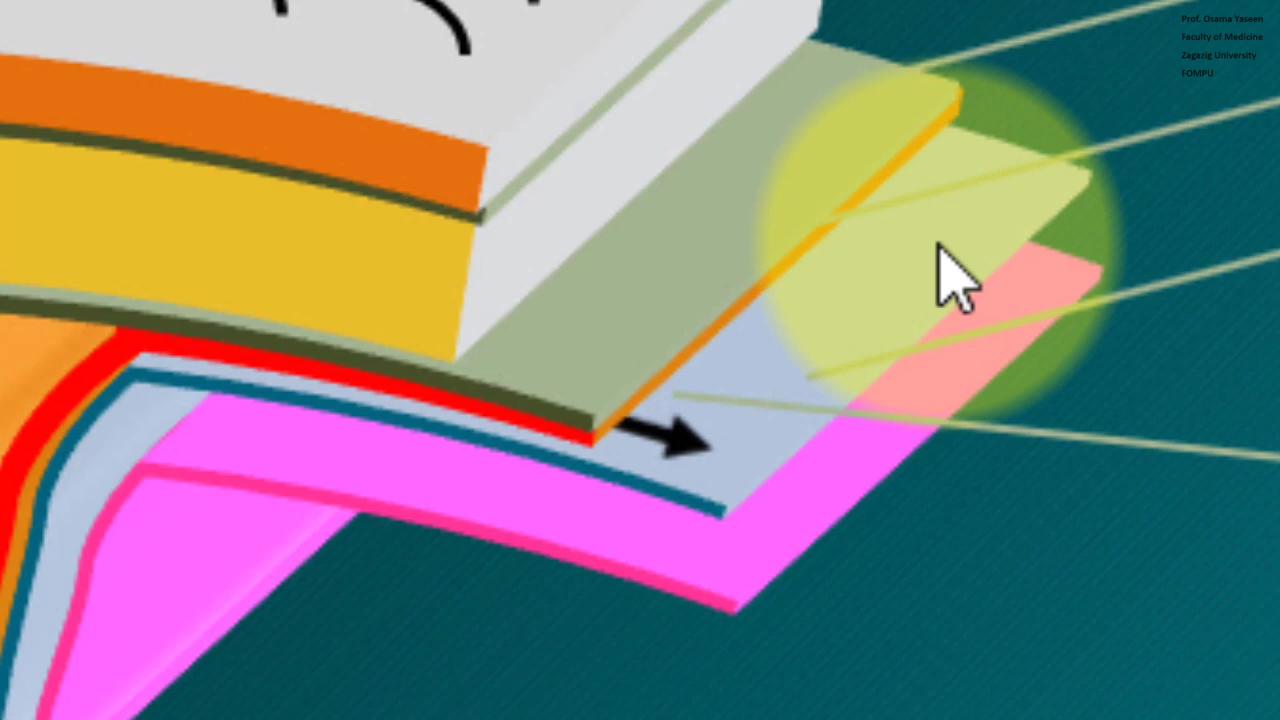 Prof. Osama Yaseen
Faculty of Medicine
Zagazig University
FOMPU